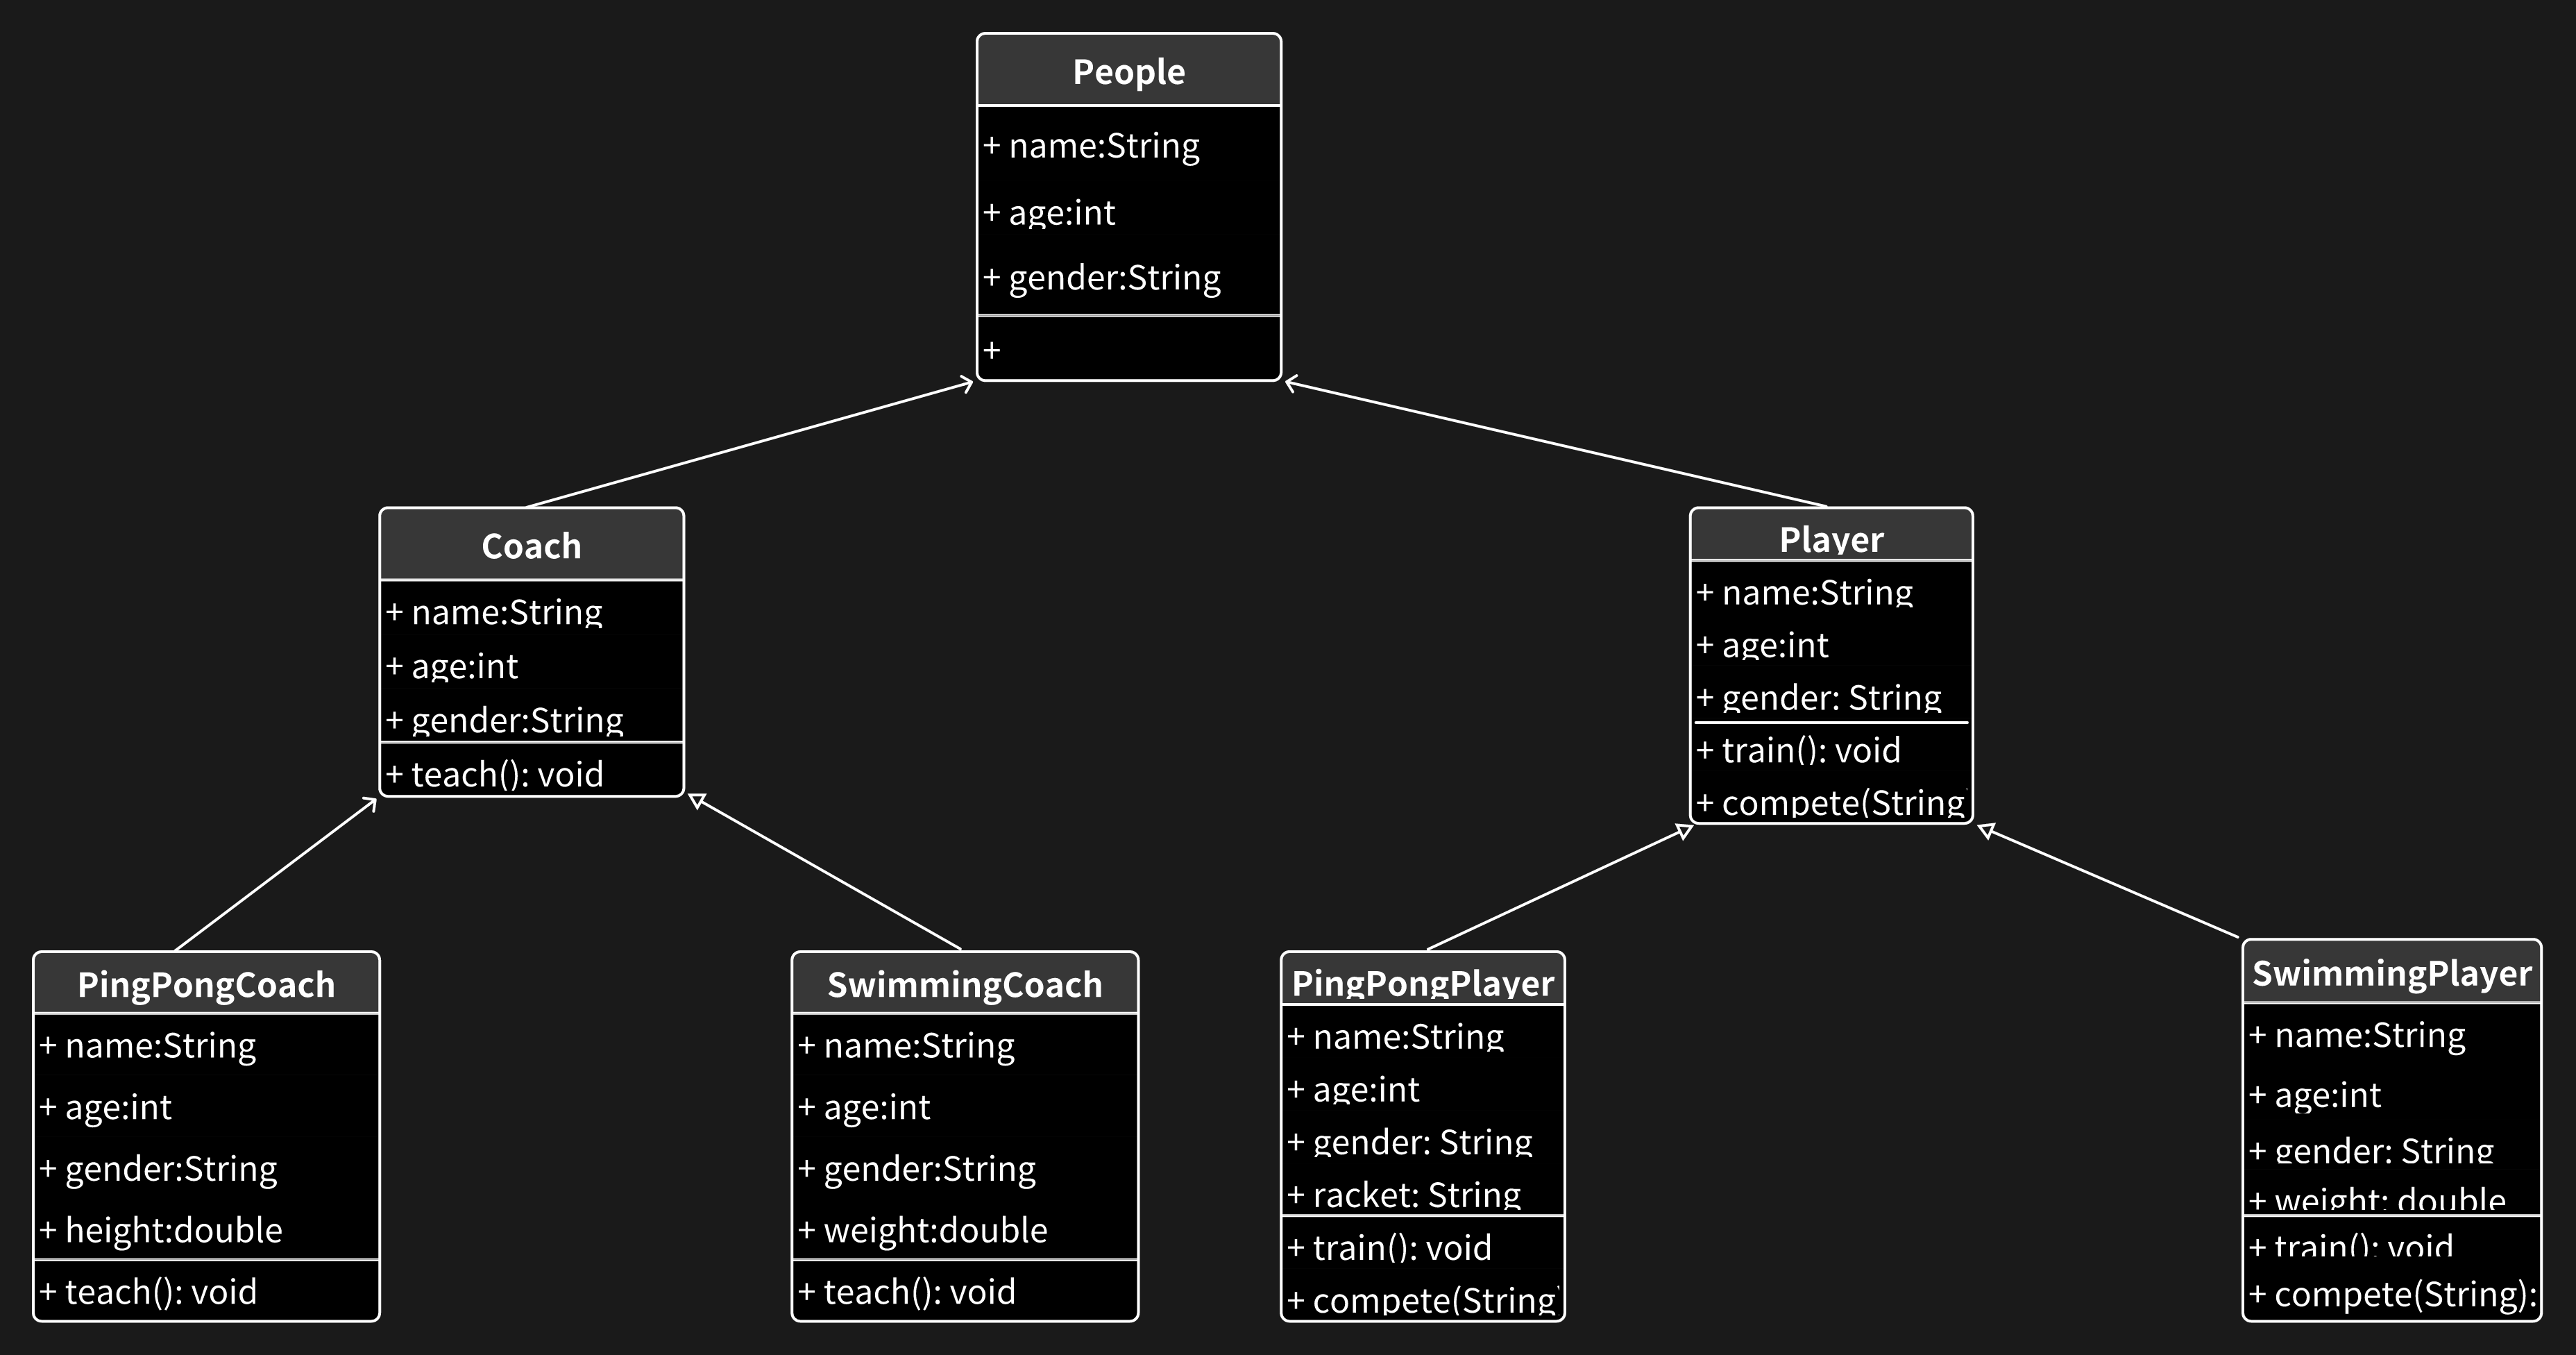 People
+ name:String
+ age:int
+ gender:String
+
Coach
+ name:String
+ age:int
+ gender:String
+ teach(): void
Player
+ name:String
+ age:int
+ gender: String
+ train(): void
+ compete(String)
PingPongCoach
+ name:String
+ age:int
+ gender:String
+ height:double
+ teach(): void
SwimmingCoach
+ name:String
+ age:int
+ gender:String
+ weight:double
+ teach(): void
PingPongPlayer
+ name:String
+ age:int
+ gender: String
+ racket: String
+ train(): void
+ compete(String)
SwimmingPlayer
+ name:String
+ age:int
+ gender: String
+ weight: double
+ train(): void
+ compete(String):